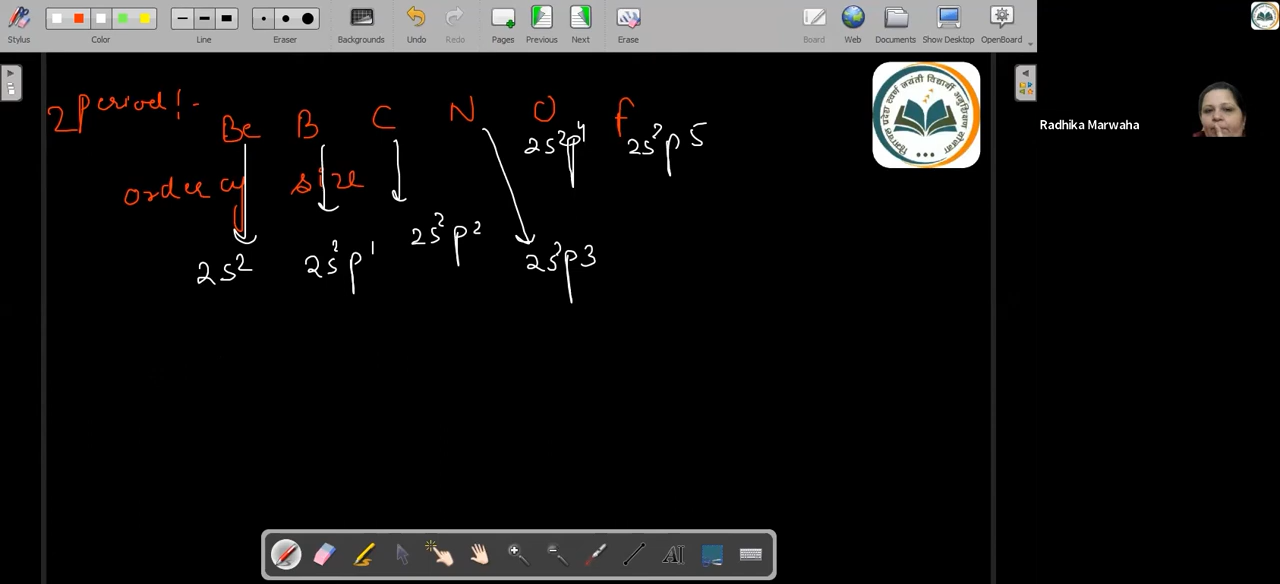 Stylus Color Line Eraser Backgrounds Undo Redo Pages Previous Next Erase Board Web Documents Show Desktop OpenBoard
2 period :-
Be B C N O F
2s²p⁴ 2s²p5
order of size
2s² 2s²p¹ 2s²p² 2s²p3
Radhika Marwaha